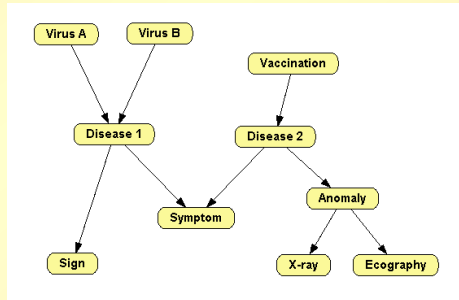 Virus A
Virus B
Vaccination
Disease 1
Disease 2
Anomaly
Symptom
Sign
X-ray
Ecography